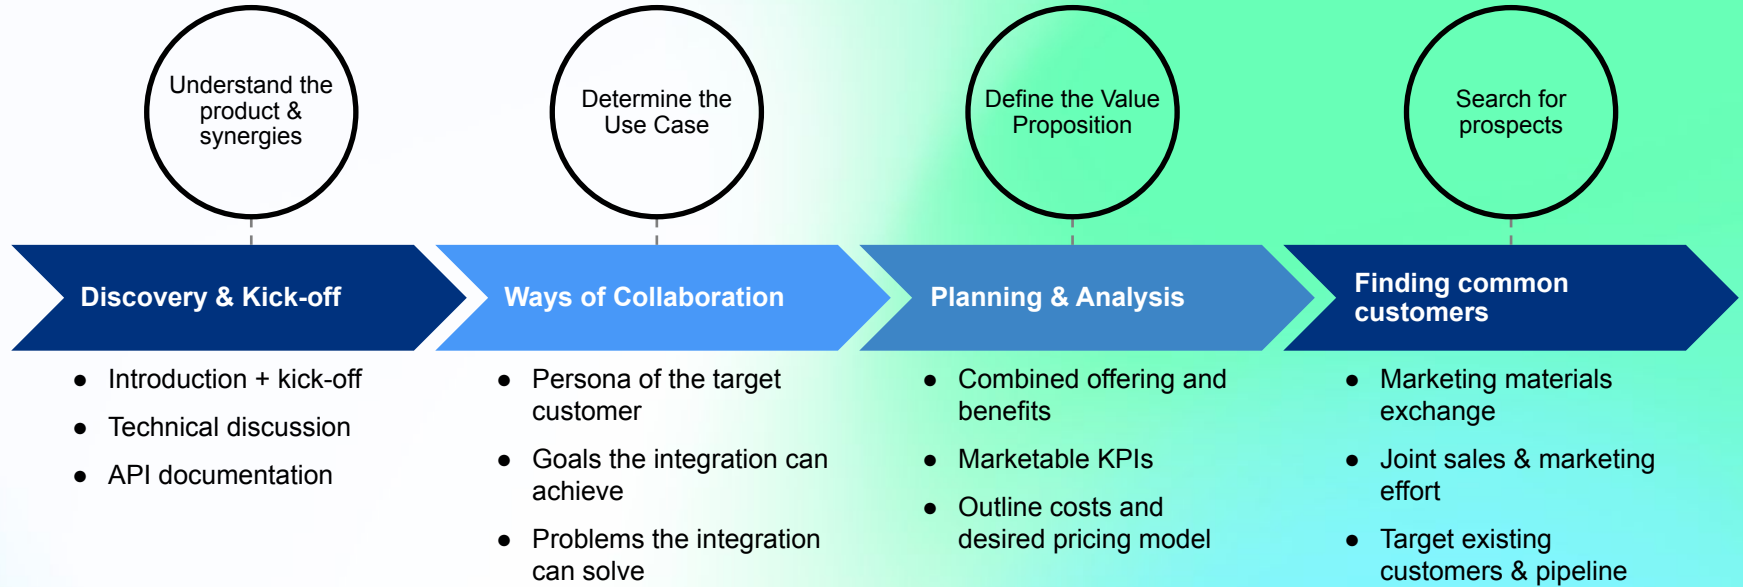 Understand the
product &
synergies
Determine the
Use Case
Define the Value
Proposition
Search for
prospects
Discovery & Kick-off
Ways of Collaboration
Planning & Analysis
Finding common
customers
● Introduction + kick-off
● Technical discussion
● API documentation
● Persona of the target
customer
● Goals the integration can
achieve
● Problems the integration
can solve
● Combined offering and
benefits
● Marketable KPIs
● Outline costs and
desired pricing model
● Marketing materials
exchange
● Joint sales & marketing
effort
● Target existing
customers & pipeline